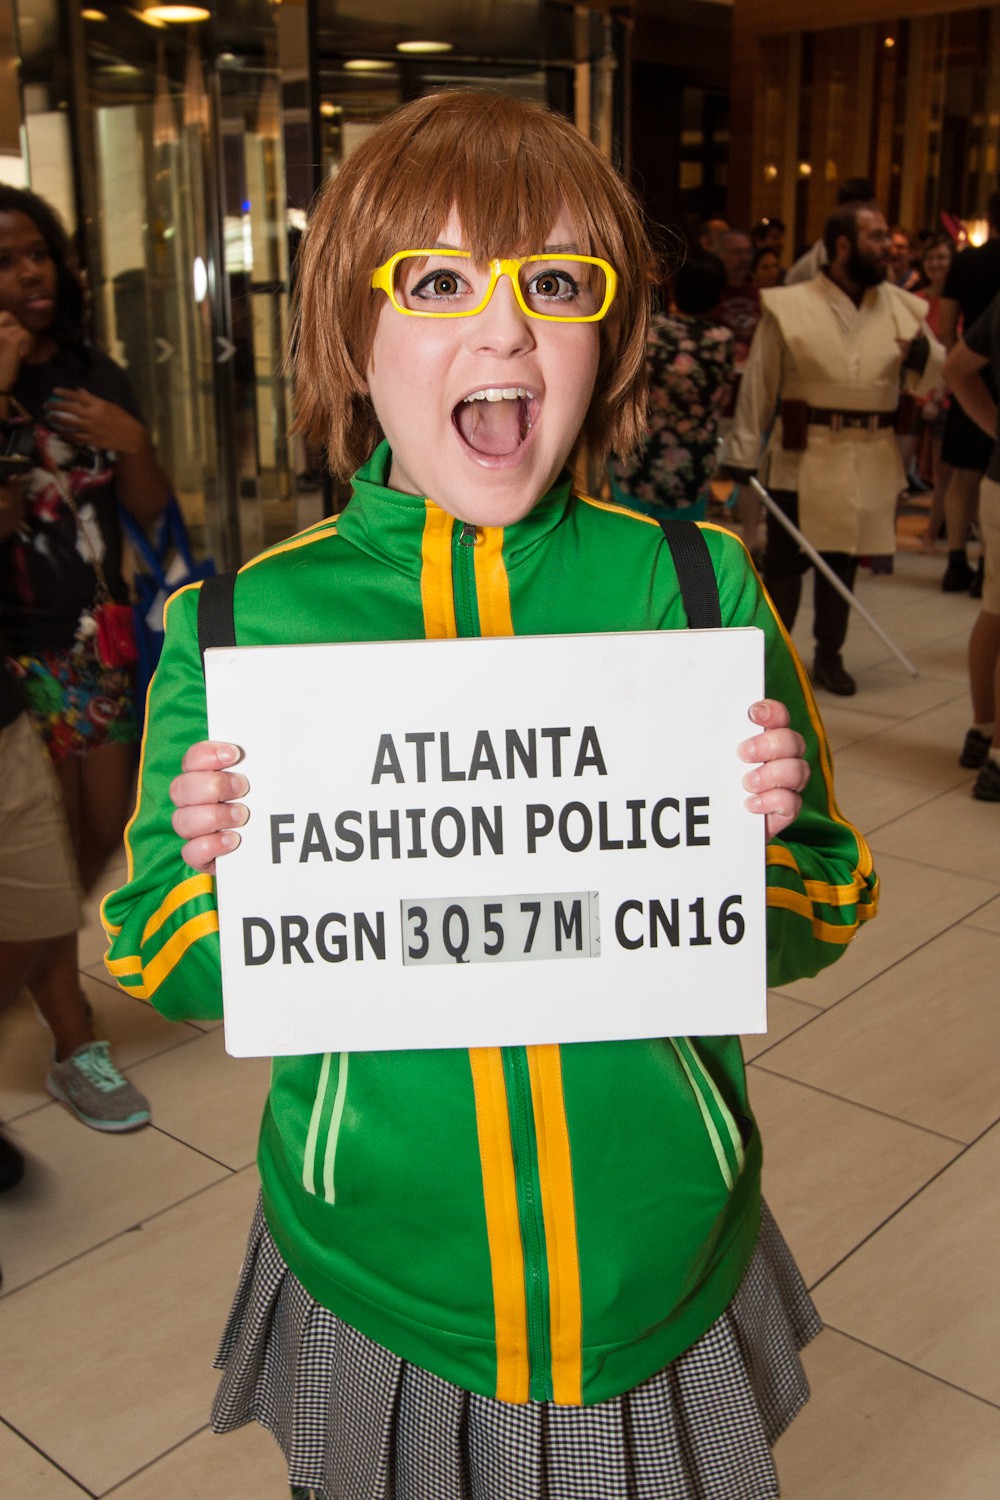 ATLANTA
FASHION POLICE
DRGN 3Q57M CN16